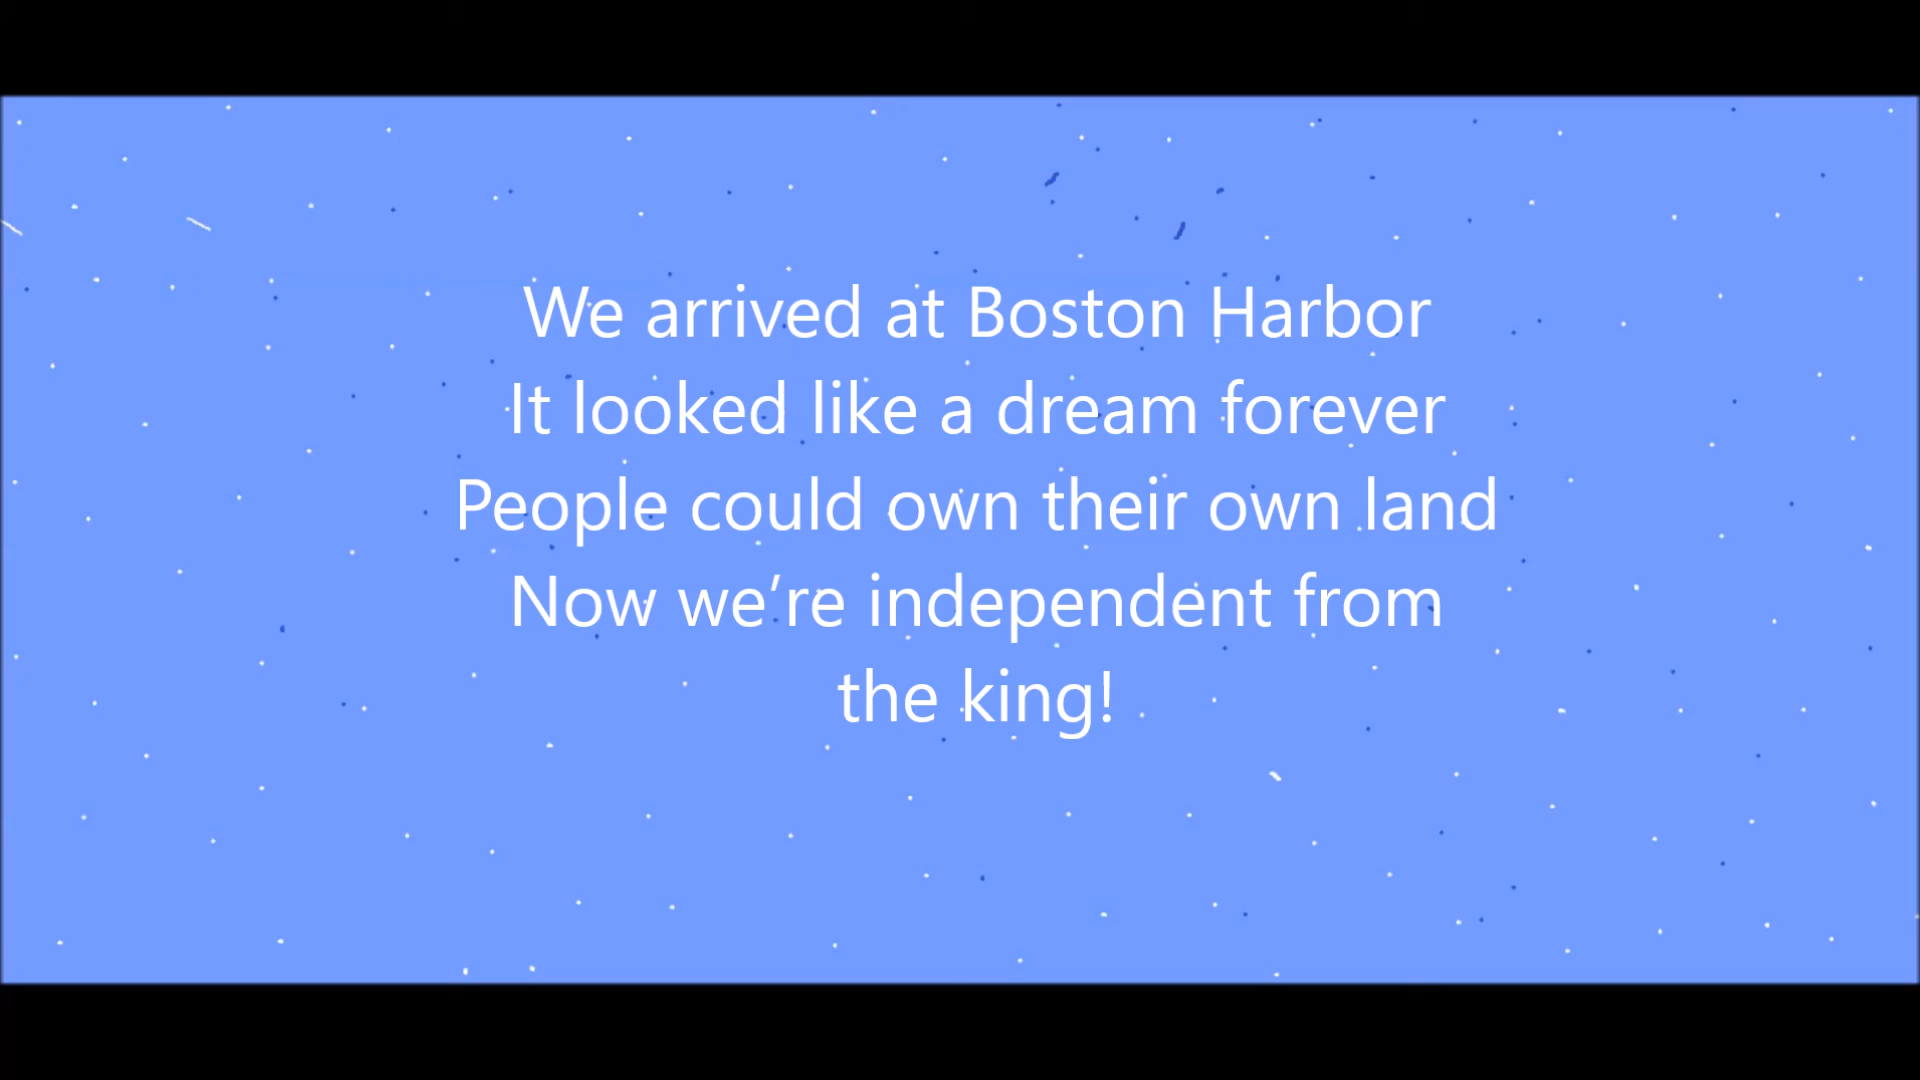 We arrived at Boston Harbor
It looked like a dream forever
People could own their own land
Now we're independent from
the king!